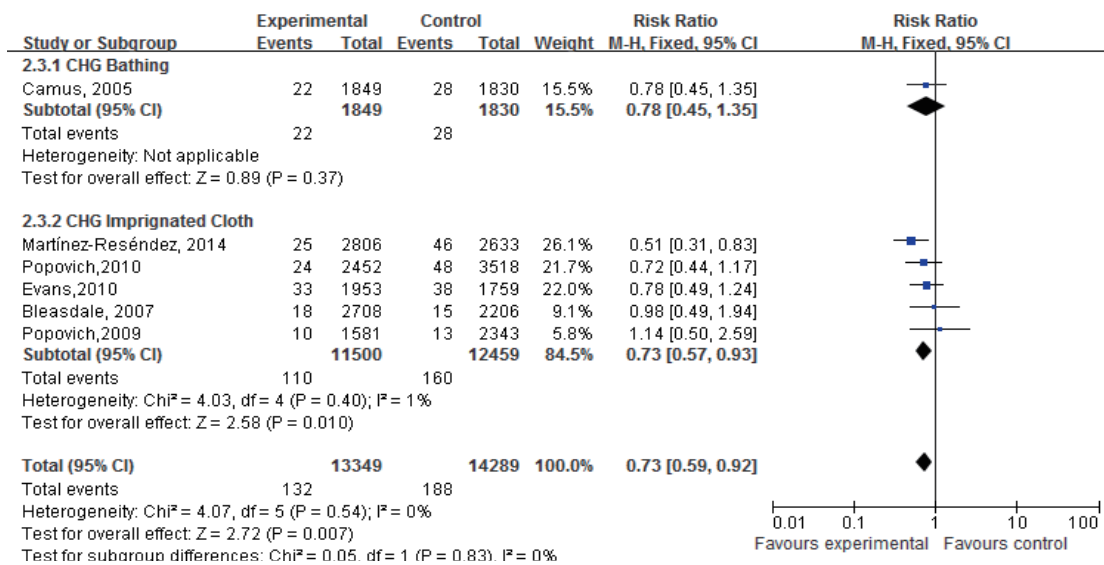 Experimental Control Risk Ratio Risk Ratio
Study or Subgroup Events Total Events Total Weight M-H, Fixed, 95% CI M-H, Fixed, 95% CI
2.3.1 CHG Bathing
Camus, 2005 22 1849 28 1830 15.5% 0.78 [0.45, 1.35]
Subtotal (95% CI) 1849 1830 15.5% 0.78 [0.45, 1.35]
Total events 22 28
Heterogeneity: Not applicable
Test for overall effect: Z = 0.89 (P = 0.37)
2.3.2 CHG Imprignated Cloth
Martínez-Reséndez, 2014 25 2806 46 2633 26.1% 0.51 [0.31, 0.83]
Popovich,2010 24 2452 48 3518 21.7% 0.72 [0.44, 1.17]
Evans,2010 33 1953 38 1759 22.0% 0.78 [0.49, 1.24]
Bleasdale, 2007 18 2708 15 2206 9.1% 0.98 [0.49, 1.94]
Popovich,2009 10 1581 13 2343 5.8% 1.14 [0.50, 2.59]
Subtotal (95% CI) 11500 12459 84.5% 0.73 [0.57, 0.93]
Total events 110 160
Heterogeneity: Chi² = 4.03, df = 4 (P = 0.40); I² = 1%
Test for overall effect: Z = 2.58 (P = 0.010)
Total (95% CI) 13349 14289 100.0% 0.73 [0.59, 0.92]
Total events 132 188
Heterogeneity: Chi² = 4.07, df = 5 (P = 0.54); I² = 0%
Test for overall effect: Z = 2.72 (P = 0.007)
Test for subgroup differences: Chi² = 0.05, df = 1 (P = 0.83), I² = 0%
0.01 0.1 1 10 100
Favours experimental Favours control